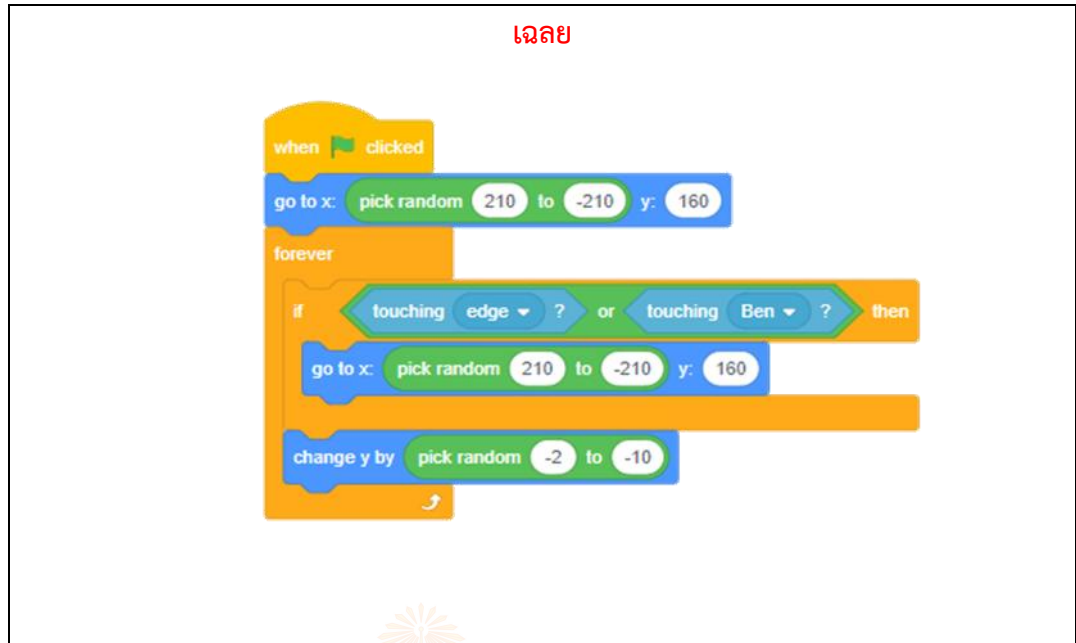 เฉลย
when clicked
go to x: pick random 210 to -210 y: 160
forever
if touching edge ? or touching Ben ? then
go to x: pick random 210 to -210 y: 160
change y by pick random -2 to -10